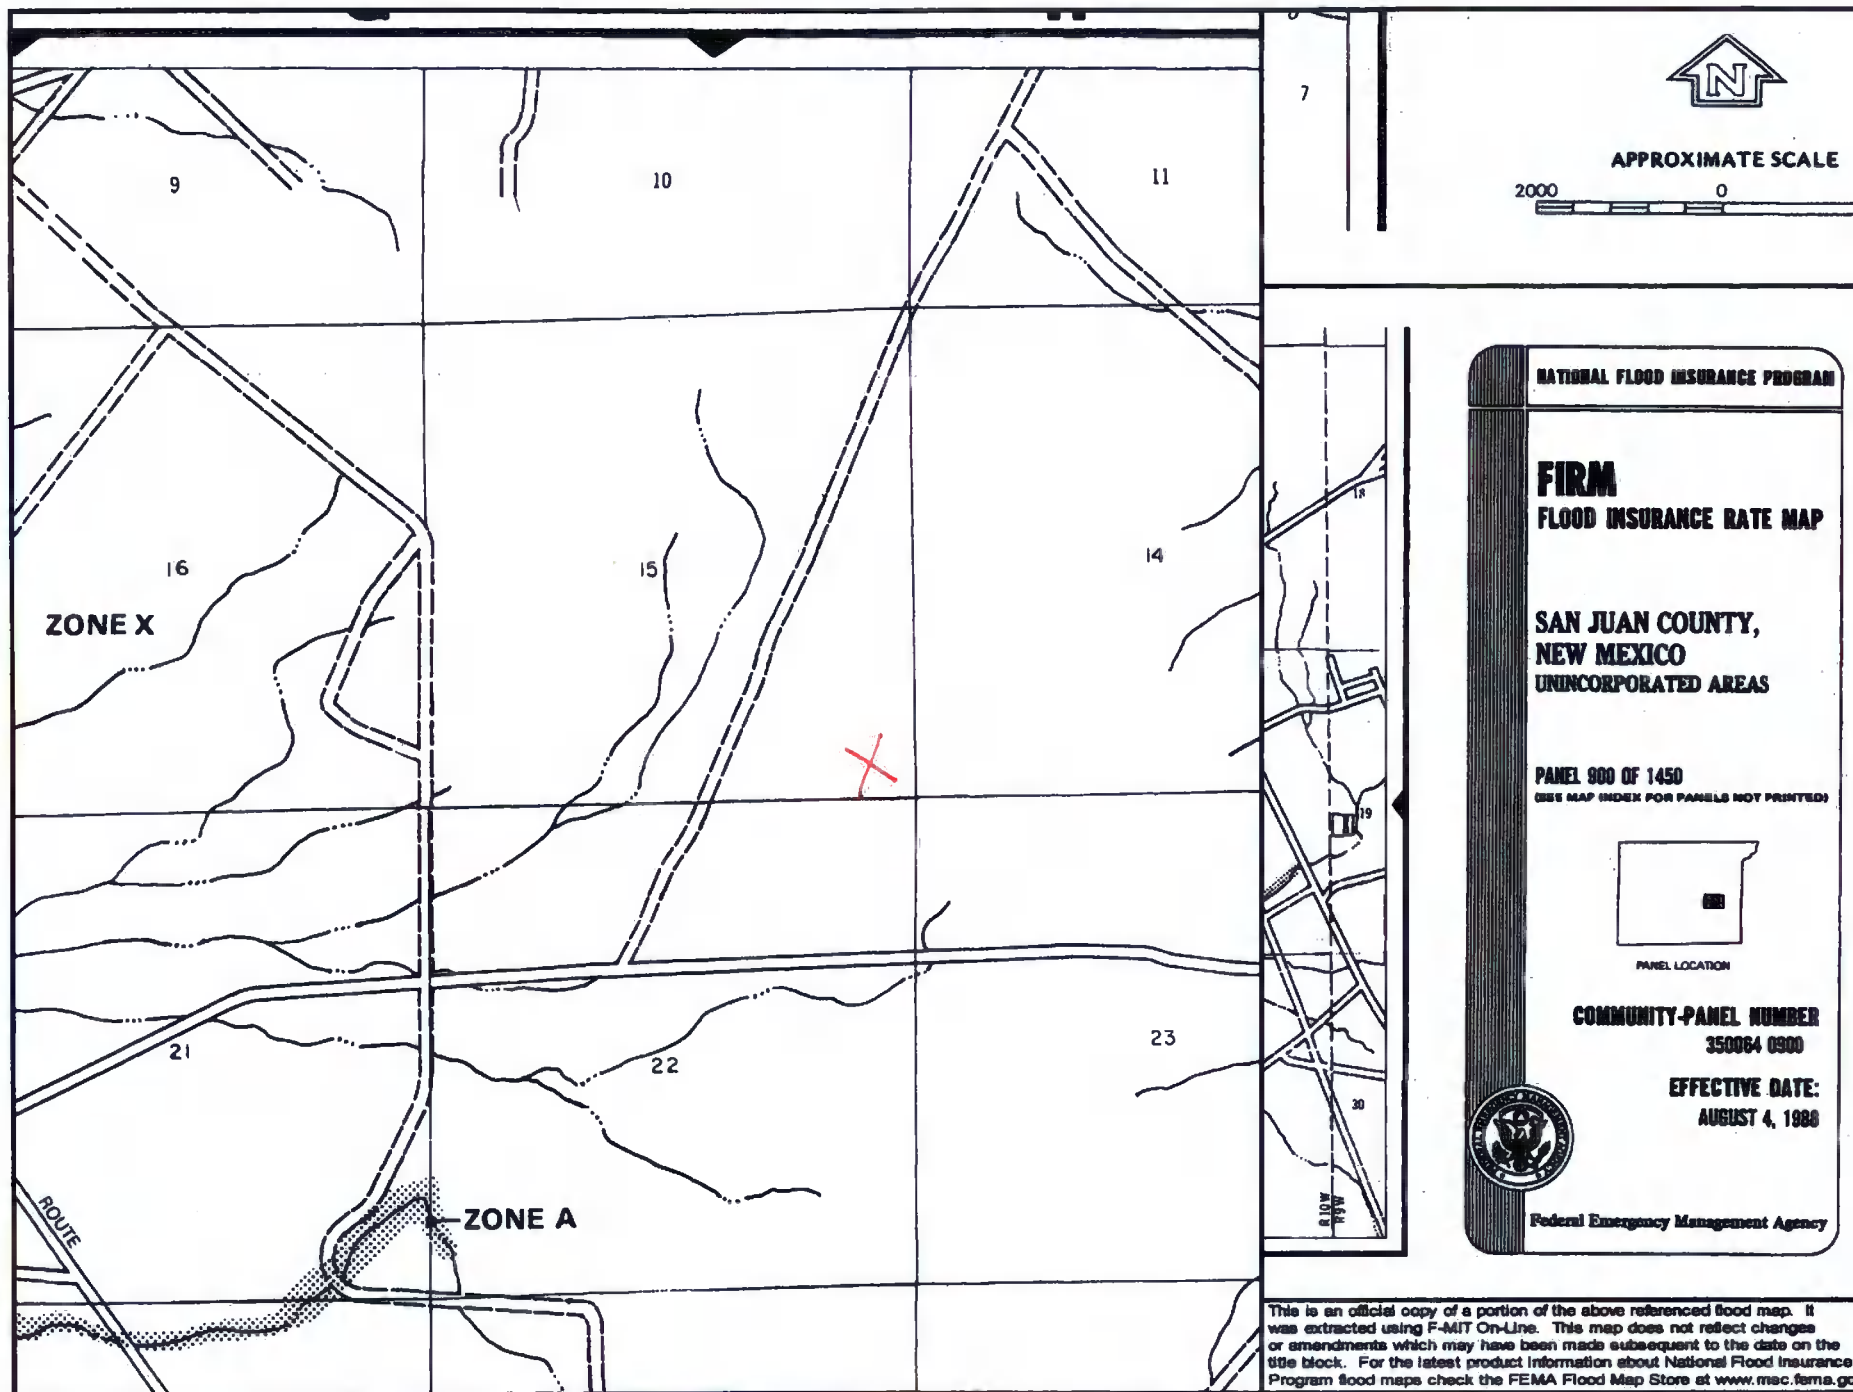 7
N
APPROXIMATE SCALE
2000 0
9
10
11
NATIONAL FLOOD INSURANCE PROGRAM
FIRM
FLOOD INSURANCE RATE MAP
18
16
15
14
ZONE X
SAN JUAN COUNTY,
NEW MEXICO
UNINCORPORATED AREAS
PANEL 900 OF 1450
(SEE MAP INDEX FOR PANELS NOT PRINTED)
19
PANEL LOCATION
COMMUNITY-PANEL NUMBER
350064 0900
EFFECTIVE DATE:
AUGUST 4, 1988
21
22
23
30
R10W
R9W
ROUTE
ZONE A
Federal Emergency Management Agency
This is an official copy of a portion of the above referenced flood map. It
was extracted using F-MIT On-Line. This map does not reflect changes
or amendments which may have been made subsequent to the date on the
title block. For the latest product information about National Flood Insurance
Program flood maps check the FEMA Flood Map Store at www.msc.fema.go